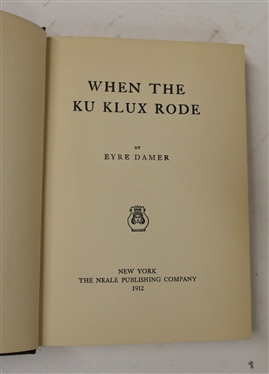 WHEN THE
KU KLUX RODE
BY
EYRE DAMER
NEW YORK
THE NEALE PUBLISHING COMPANY
1912